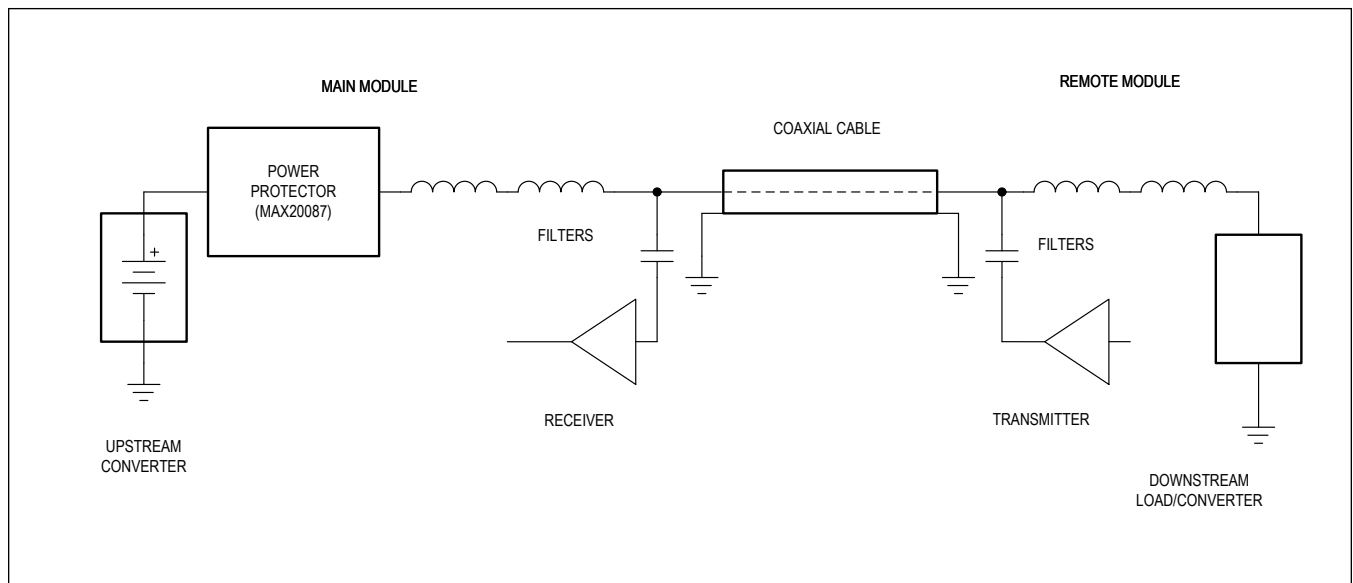 MAIN MODULE
REMOTE MODULE
COAXIAL CABLE
POWER
PROTECTOR
(MAX20087)
+
FILTERS
FILTERS
RECEIVER
TRANSMITTER
UPSTREAM
CONVERTER
DOWNSTREAM
LOAD/CONVERTER